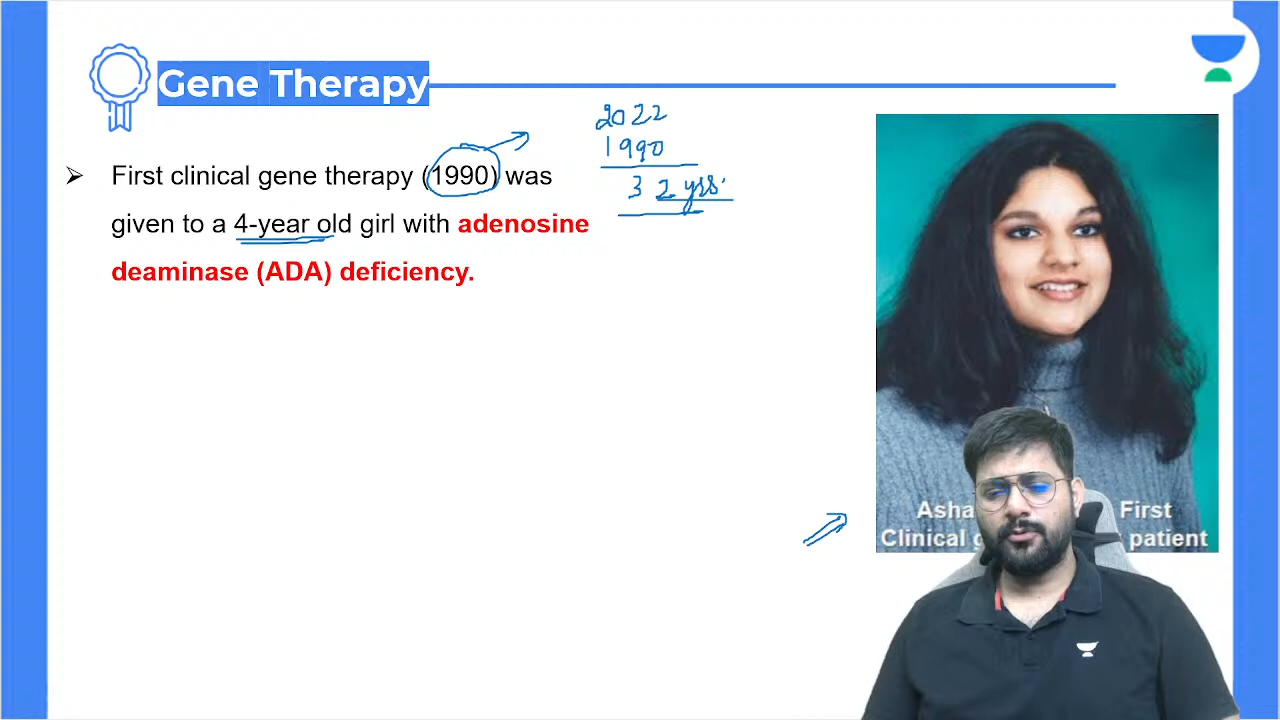 Gene Therapy
2022
1990
32 yrs.
➤ First clinical gene therapy (1990) was
given to a 4-year old girl with adenosine
deaminase (ADA) deficiency.
Asha First
Clinical patient